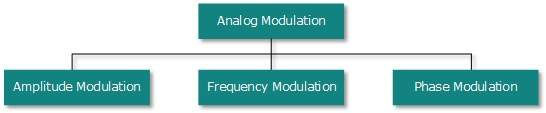 Analog Modulation
Amplitude Modulation
Frequency Modulation
Phase Modulation